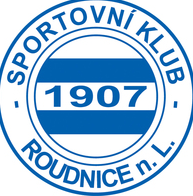 - SPORTOVNÍ KLUB -
1907
ROUDNICE n. L.